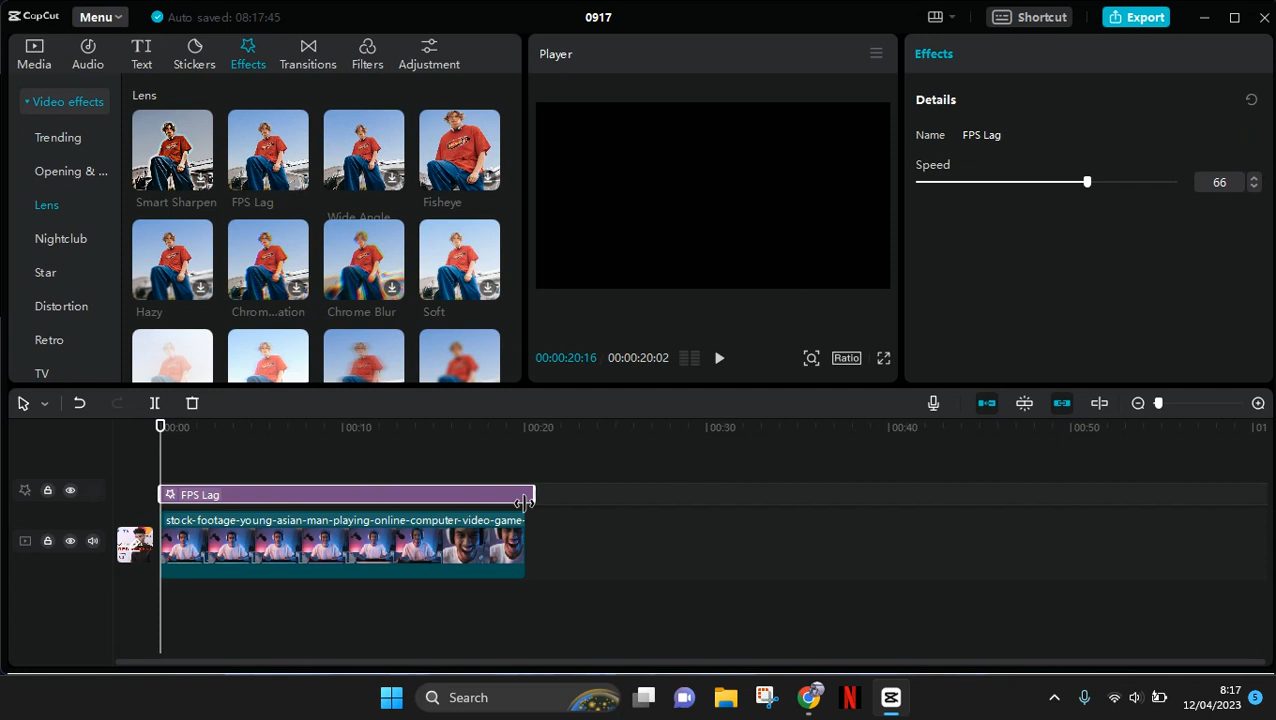 CapCut
Menu
Auto saved: 08:17:45
0917
Shortcut
Export
Media
Audio
Text
Stickers
Effects
Transitions
Filters
Adjustment
Player
Effects
Video effects
Trending
Opening & ...
Lens
Nightclub
Star
Distortion
Retro
TV
Lens
Smart Sharpen
FPS Lag
Wide Angle
Fisheye
Hazy
Chrom...ation
Chrome Blur
Soft
00:00:20:16
00:00:20:02
Ratio
Details
Name
FPS Lag
Speed
66
00:00
00:10
00:20
00:30
00:40
00:50
01
FPS Lag
stock-footage-young-asian-man-playing-online-computer-video-game-
Search
8:17
12/04/2023
S